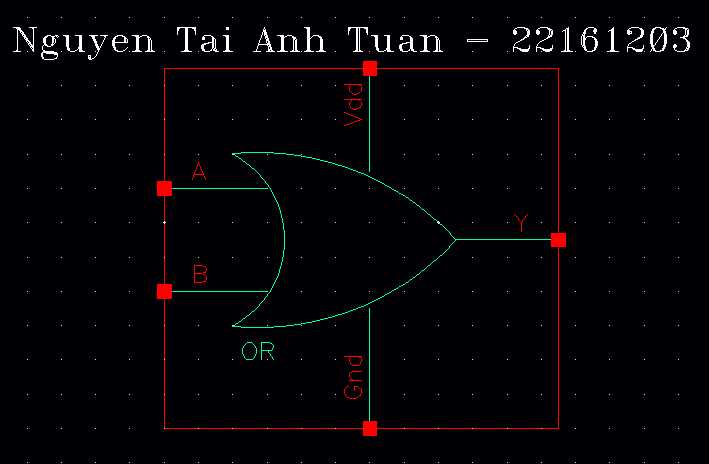 Nguyen Tai Anh Tuan - 22161203
Vdd
A
Y
B
OR
Gnd